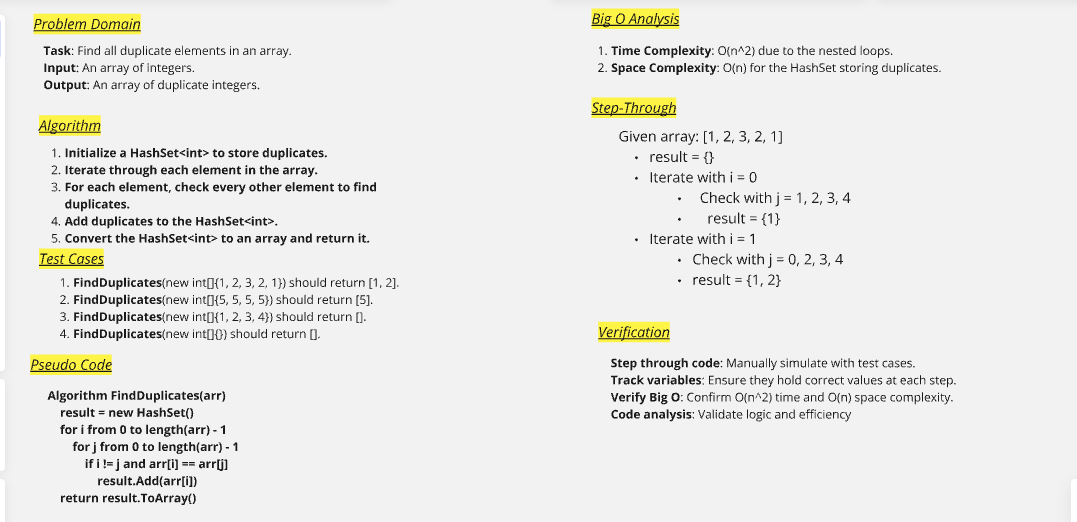 Problem Domain
Task: Find all duplicate elements in an array.
Input: An array of integers.
Output: An array of duplicate integers.
Algorithm
1. Initialize a HashSet<int> to store duplicates.
2. Iterate through each element in the array.
3. For each element, check every other element to find
duplicates.
4. Add duplicates to the HashSet<int>.
5. Convert the HashSet<int> to an array and return it.
Test Cases
1. FindDuplicates(new int[]{1, 2, 3, 2, 1}) should return [1, 2].
2. FindDuplicates(new int[]{5, 5, 5, 5}) should return [5].
3. FindDuplicates(new int[]{1, 2, 3, 4}) should return [].
4. FindDuplicates(new int[]{}) should return [].
Pseudo Code
Algorithm FindDuplicates(arr)
result = new HashSet()
for i from 0 to length(arr) - 1
for j from 0 to length(arr) - 1
if i != j and arr[i] == arr[j]
result.Add(arr[i])
return result.ToArray()
Big O Analysis
1. Time Complexity: O(n^2) due to the nested loops.
2. Space Complexity: O(n) for the HashSet storing duplicates.
Step-Through
Given array: [1, 2, 3, 2, 1]
• result = {}
• Iterate with i = 0
• Check with j = 1, 2, 3, 4
• result = {1}
• Iterate with i = 1
• Check with j = 0, 2, 3, 4
• result = {1, 2}
Verification
Step through code: Manually simulate with test cases.
Track variables: Ensure they hold correct values at each step.
Verify Big O: Confirm O(n^2) time and O(n) space complexity.
Code analysis: Validate logic and efficiency